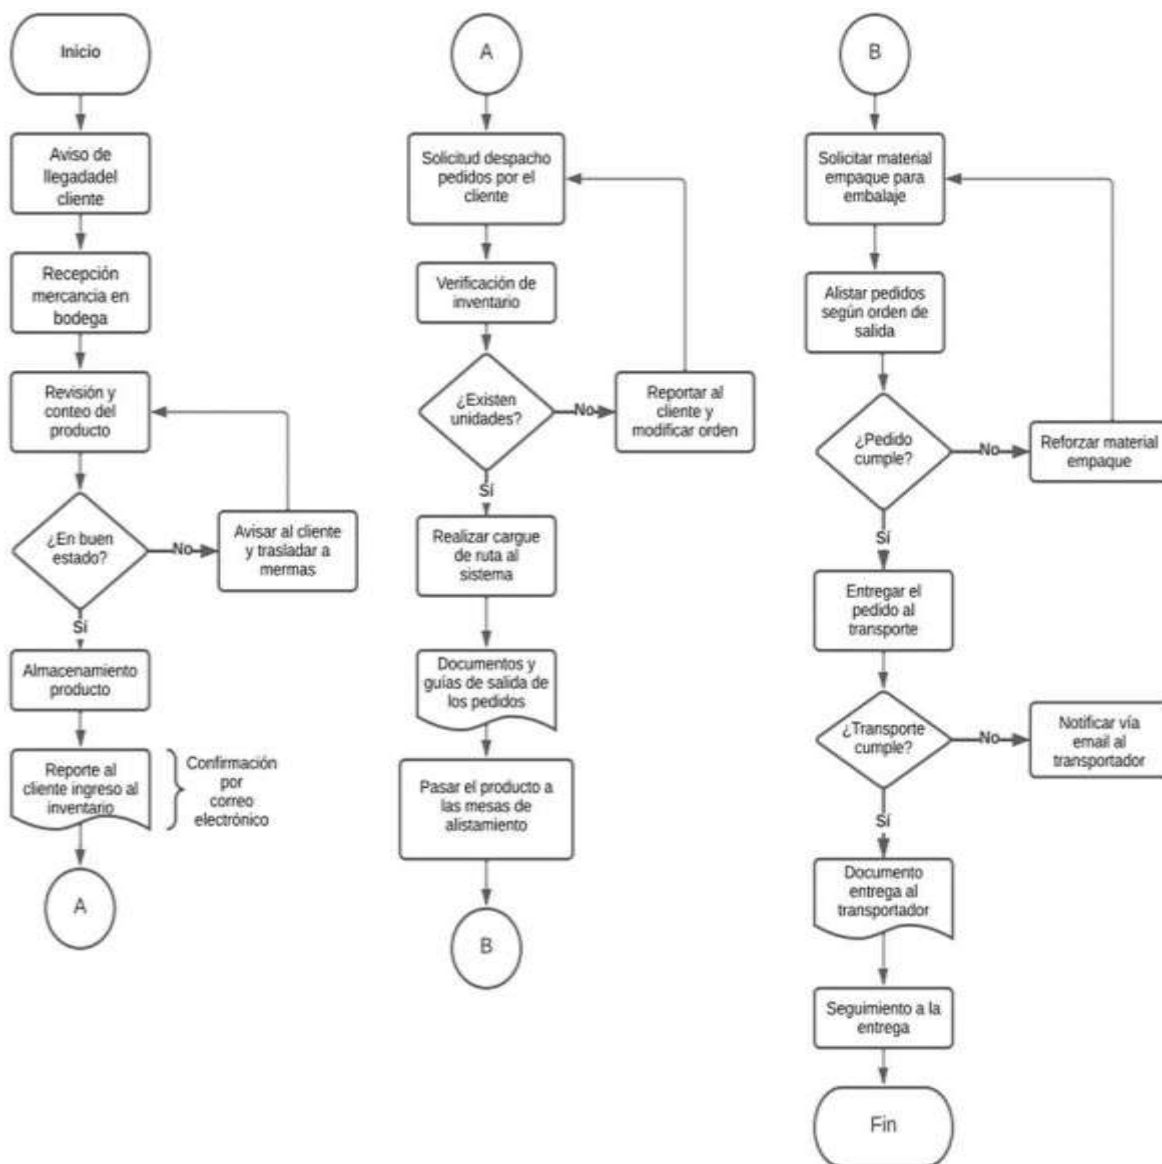 Inicio
Aviso de
llegadadel
cliente
Recepción
mercancia en
bodega
Revisión y
conteo del
producto
¿En buen
estado?
No
Avisar al cliente
y trasladar a
mermas
Sí
Almacenamiento
producto
Reporte al
cliente ingreso al
inventario
Confirmación
por
correo
electrónico
A
A
Solicitud despacho
pedidos por el
cliente
Verificación de
inventario
¿Existen
unidades?
No
Reportar al
cliente y
modificar orden
Sí
Realizar cargue
de ruta al
sistema
Documentos y
guías de salida de
los pedidos
Pasar el producto a
las mesas de
alistamiento
B
B
Solicitar material
empaque para
embalaje
Alistar pedidos
según orden de
salida
¿Pedido
cumple?
No
Reforzar material
empaque
Sí
Entregar el
pedido al
transporte
¿Transporte
cumple?
No
Notificar vía
email al
transportador
Sí
Documento
entrega al
transportador
Seguimiento a la
entrega
Fin